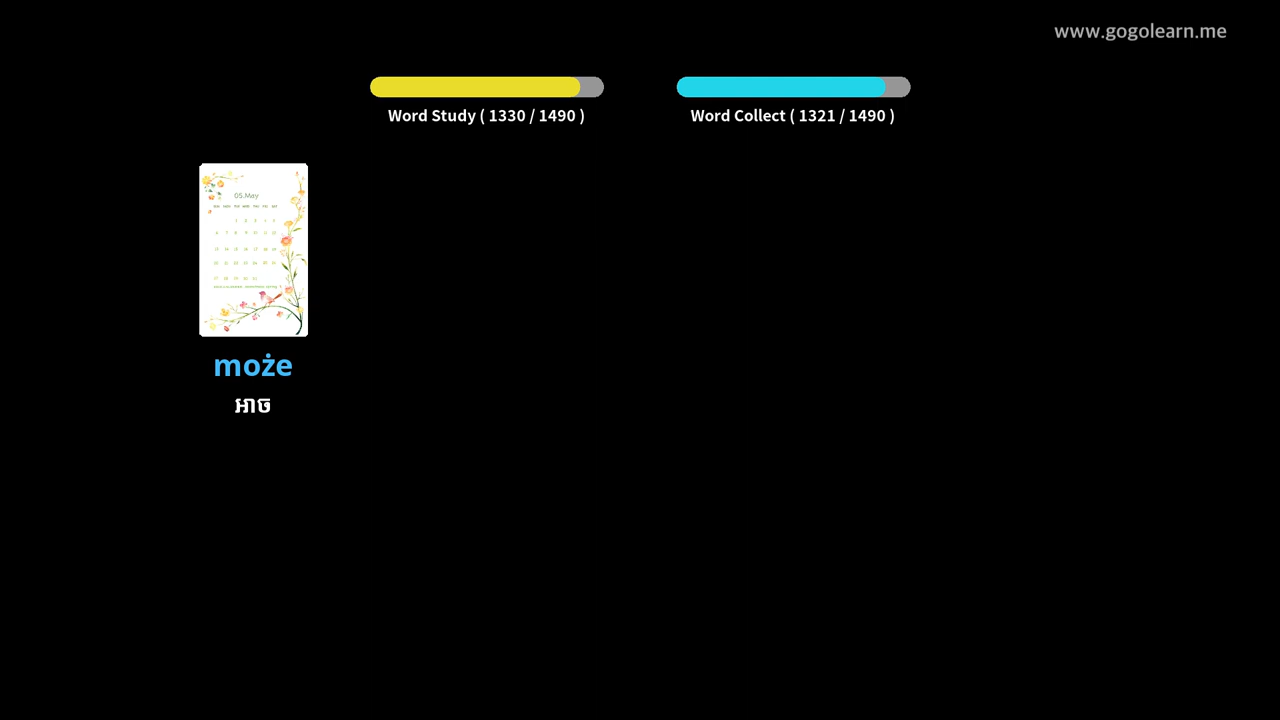 www.gogolearn.me
Word Study ( 1330 / 1490 )
Word Collect ( 1321 / 1490 )
05.May
może
អាច